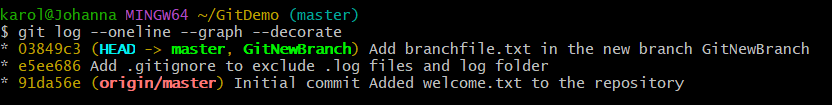 karol@Johanna MINGW64 ~/GitDemo (master)
$ git log --oneline --graph --decorate
* 03849c3 (HEAD -> master, GitNewBranch) Add branchfile.txt in the new branch GitNewBranch
* e5ee686 Add .gitignore to exclude .log files and log folder
* 91da56e (origin/master) Initial commit Added welcome.txt to the repository